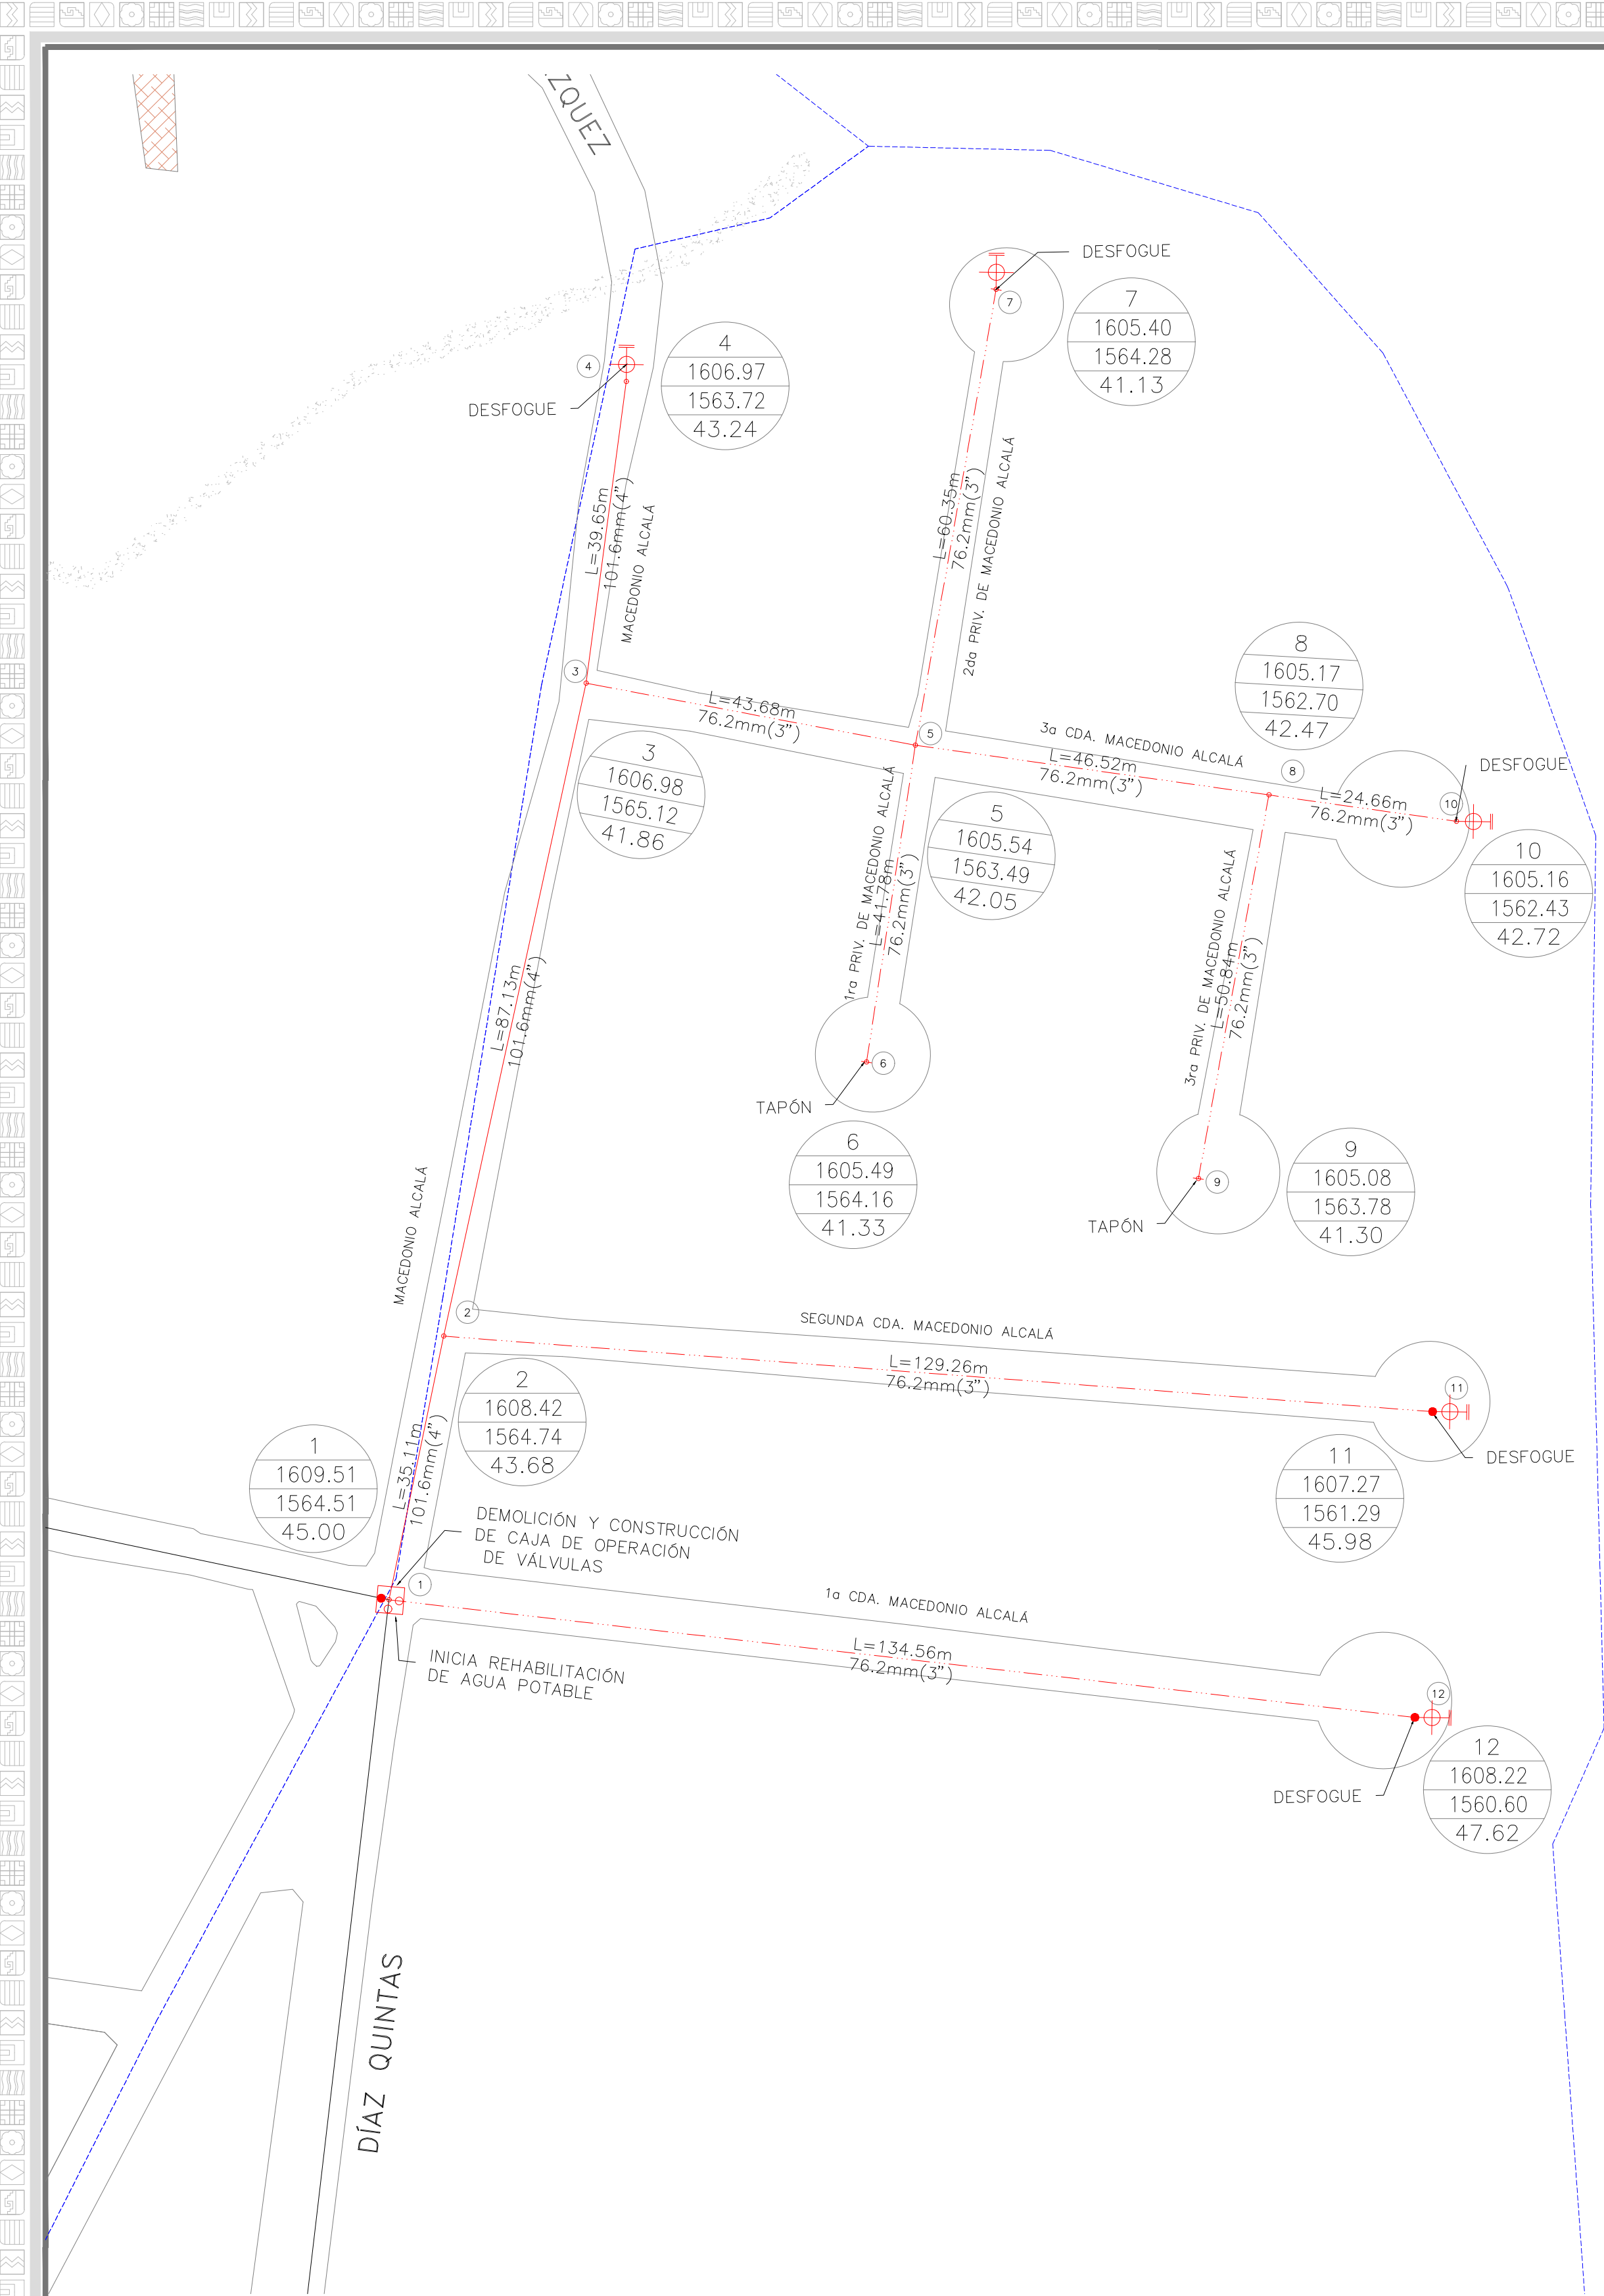 ZQUEZ
DESFOGUE
7
7
1605.40
1564.28
41.13
4
4
1606.97
1563.72
43.24
DESFOGUE
L=39.65m
101.6mm(4")
MACEDONIO ALCALÁ
L=60.35m
76.2mm(3")
2da PRIV. DE MACEDONIO ALCALÁ
3
L=43.68m
76.2mm(3")
5
3a CDA. MACEDONIO ALCALÁ
L=46.52m
76.2mm(3")
8
1605.17
1562.70
42.47
8
DESFOGUE
L=24.66m
76.2mm(3")
10
3
1606.98
1565.12
41.86
5
1605.54
1563.49
42.05
10
1605.16
1562.43
42.72
1ra PRIV. DE MACEDONIO ALCALÁ
L=41.78m
76.2mm(3")
3ra PRIV. DE MACEDONIO ALCALÁ
L=50.84m
76.2mm(3")
L=87.13m
101.6mm(4")
6
TAPÓN
6
1605.49
1564.16
41.33
9
TAPÓN
9
1605.08
1563.78
41.30
MACEDONIO ALCALÁ
2
SEGUNDA CDA. MACEDONIO ALCALÁ
L=129.26m
76.2mm(3")
11
DESFOGUE
2
1608.42
1564.74
43.68
11
1607.27
1561.29
45.98
1
1609.51
1564.51
45.00
L=35.11m
101.6mm(4")
DEMOLICIÓN Y CONSTRUCCIÓN
DE CAJA DE OPERACIÓN
DE VÁLVULAS
1
1a CDA. MACEDONIO ALCALÁ
L=134.56m
76.2mm(3")
INICIA REHABILITACIÓN
DE AGUA POTABLE
12
DESFOGUE
12
1608.22
1560.60
47.62
DÍAZ QUINTAS